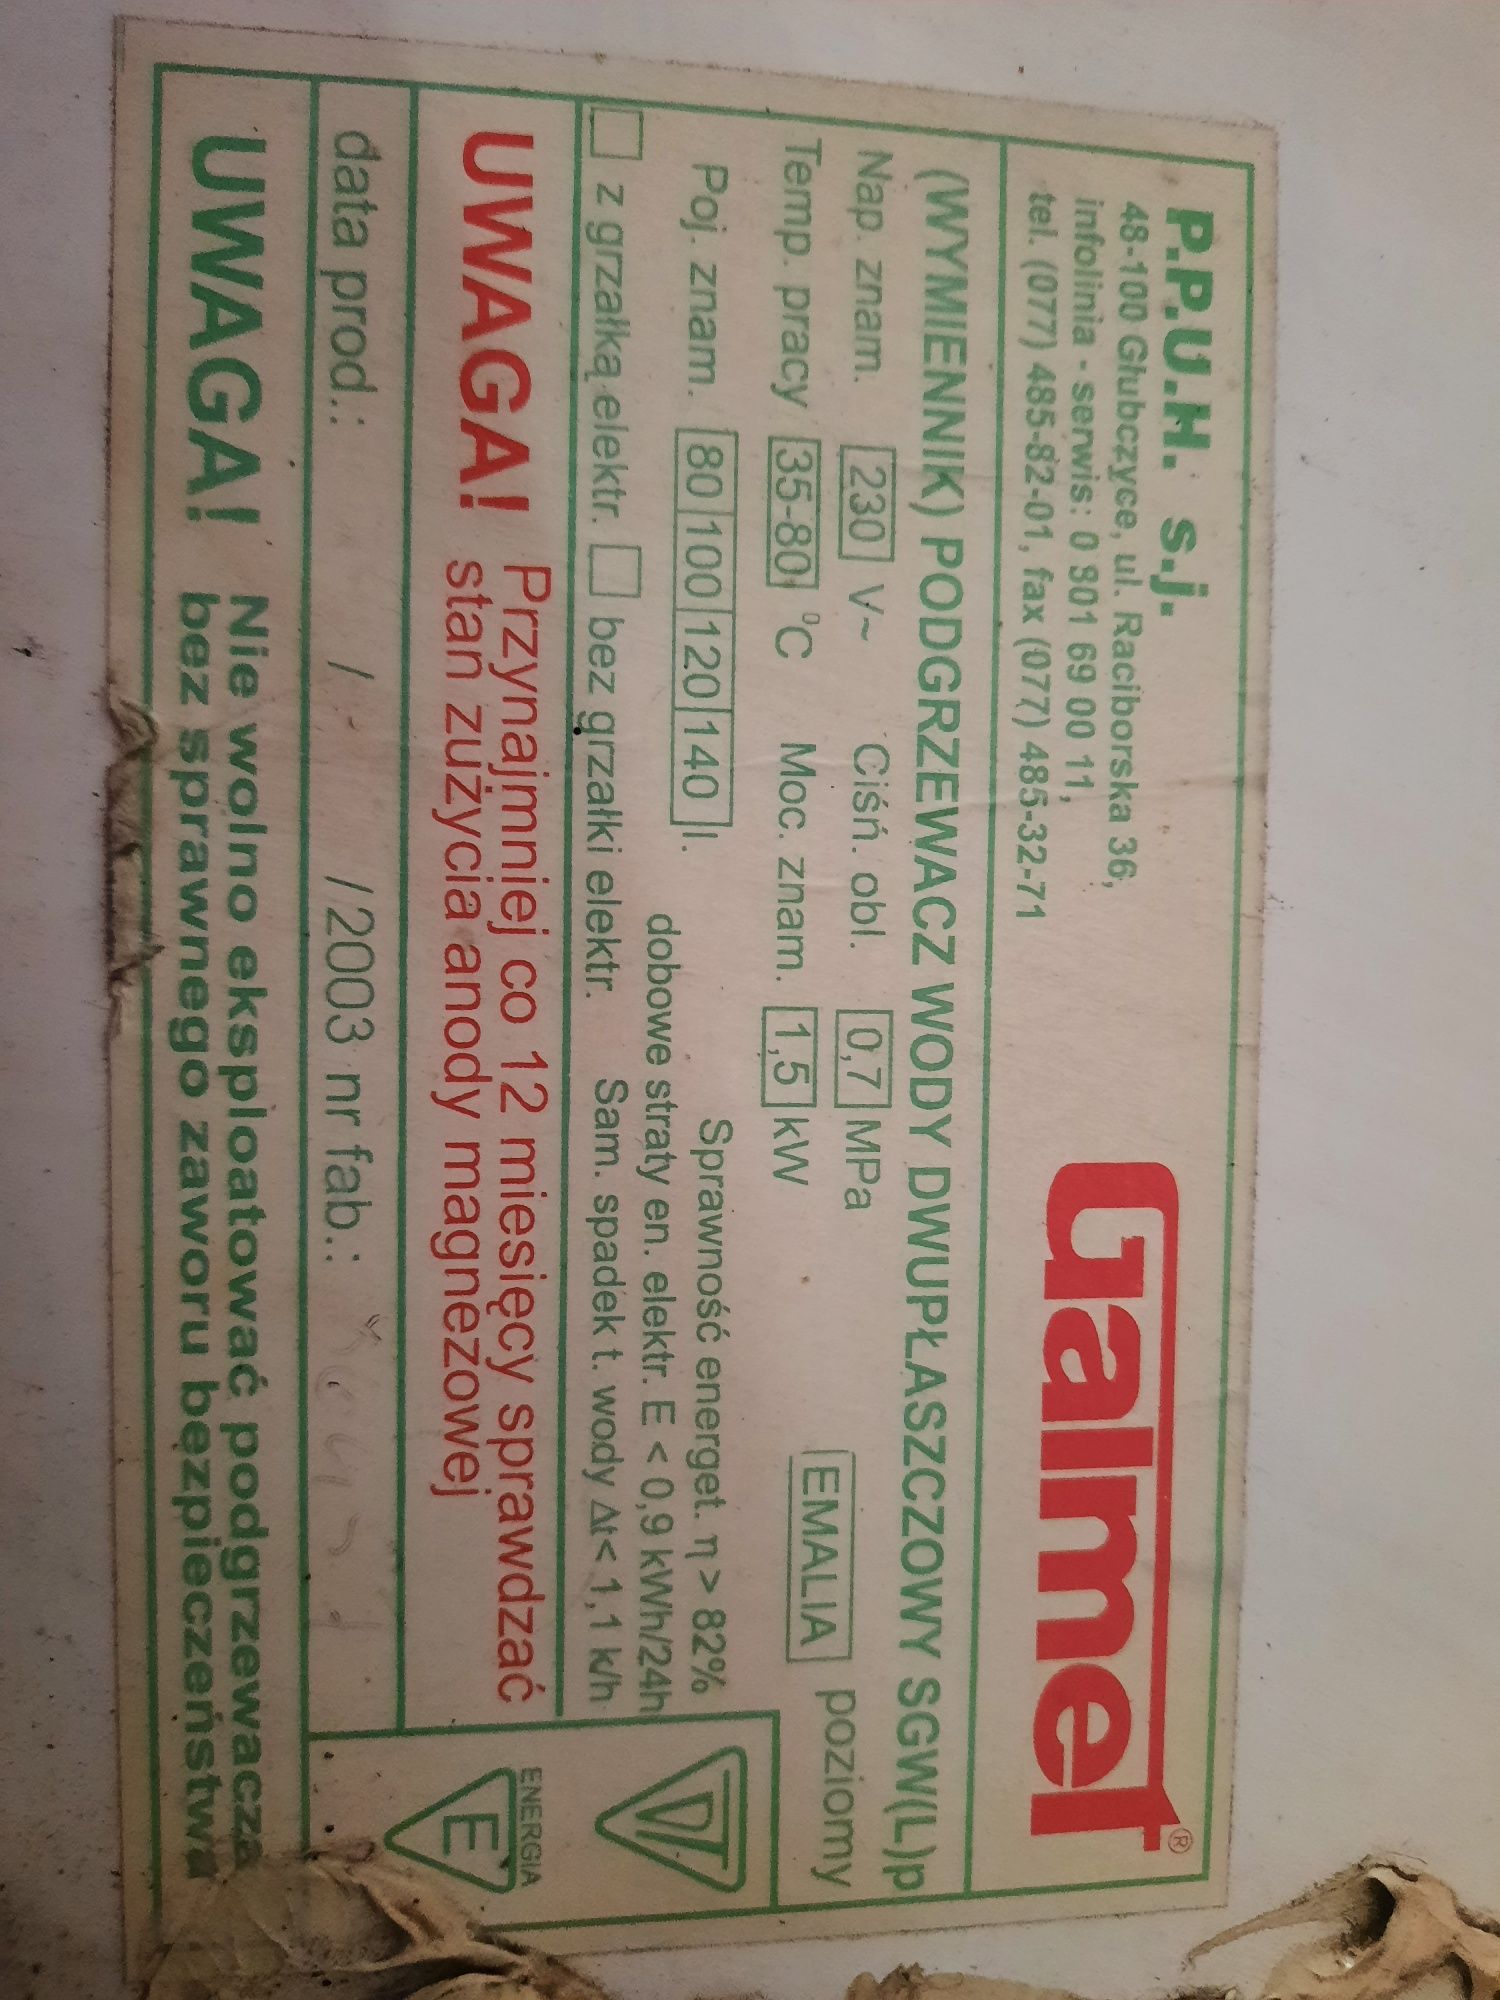 P.P.U.H. s.j.
48-100 Głubczyce, ul. Raciborska 36,
infolinia - serwis: 0 801 69 00 11,
tel. (077) 485-82-01, fax (077) 485-32-71
Galmet®
(WYMIENNIK) PODGRZEWACZ WODY DWUPŁASZCZOWY SGW(L)p
Nap. znam. 230 V~ Ciśń. obl. 0,7 MPa
EMALIA poziomy
Temp. pracy 35-80 °C Moc. znam. 1,5 kW
Poj. znam. 80 100 120 140 l.
Sprawność energet. η > 82%
dobowe straty en. elektr. E < 0,9 kWh/24h
z grzałką elektr. bez grzałki elektr. Sam. spadek t. wody Δt< 1,1 k/h
UWAGA! Przynajmniej co 12 miesięcy sprawdzać
stan zużycia anody magnezowej
ENERGIA
E
data prod.: / /2003 nr fab.:
UWAGA! Nie wolno eksploatować podgrzewacza
bez sprawnego zaworu bezpieczeństwa